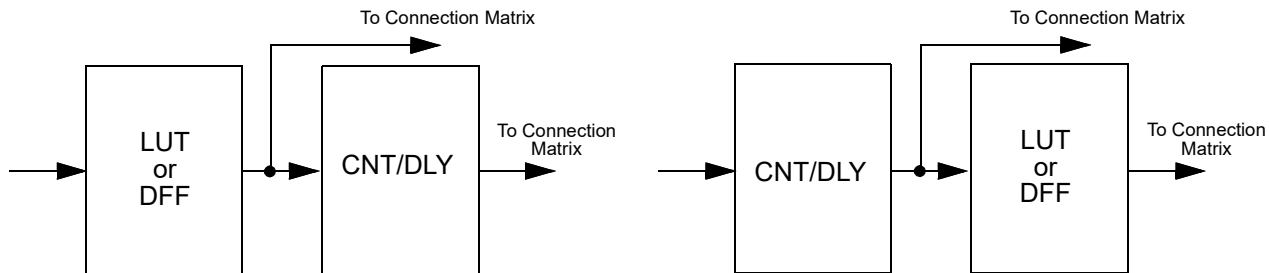 To Connection Matrix
LUT
or
DFF
CNT/DLY
To Connection
Matrix
To Connection Matrix
CNT/DLY
LUT
or
DFF
To Connection
Matrix